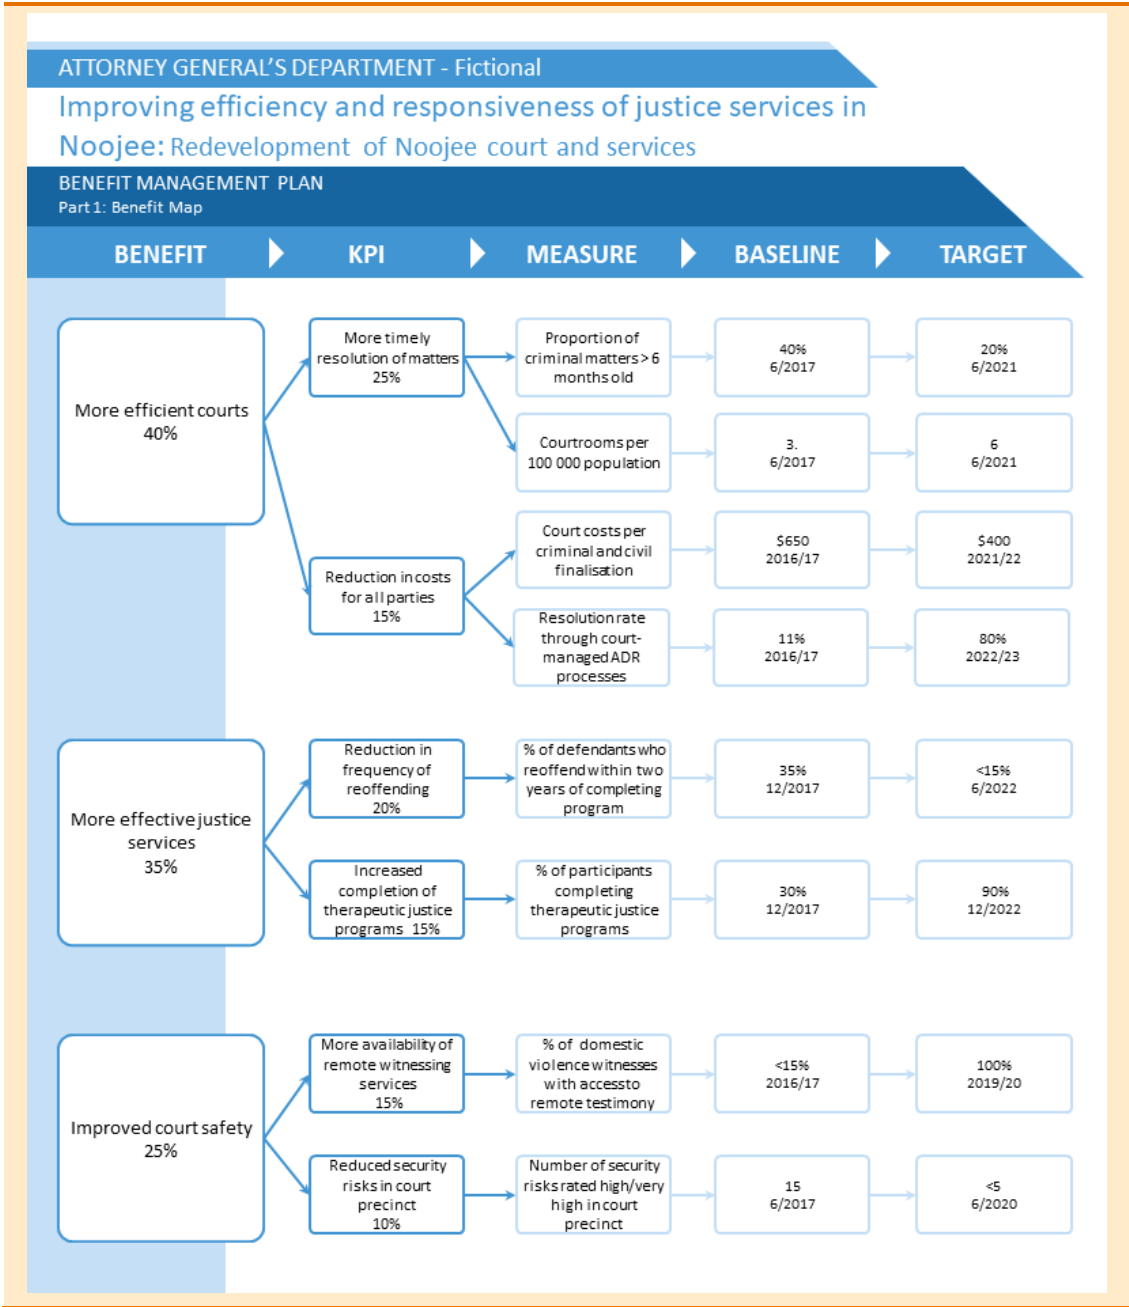 ATTORNEY GENERAL’S DEPARTMENT - Fictional
Improving efficiency and responsiveness of justice services in
Noojee: Redevelopment of Noojee court and services
BENEFIT MANAGEMENT PLAN
Part 1: Benefit Map
BENEFIT
KPI
MEASURE
BASELINE
TARGET
More efficient courts
40%
More timely
resolution of matters
25%
Proportion of
criminal matters > 6
months old
40%
6/2017
20%
6/2021
Courtrooms per
100 000 population
3.
6/2017
6
6/2021
Reduction in costs
for all parties
15%
Court costs per
criminal and civil
finalisation
$650
2016/17
$400
2021/22
Resolution rate
through court-
managed ADR
processes
11%
2016/17
80%
2022/23
More effective justice
services
35%
Reduction in
frequency of
reoffending
20%
% of defendants who
reoffend within two
years of completing
program
35%
12/2017
<15%
6/2022
Increased
completion of
therapeutic justice
programs 15%
% of participants
completing
therapeutic justice
programs
30%
12/2017
90%
12/2022
Improved court safety
25%
More availability of
remote witnessing
services
15%
% of domestic
violence witnesses
with access to
remote testimony
<15%
2016/17
100%
2019/20
Reduced security
risks in court
precinct
10%
Number of security
risks rated high/very
high in court
precinct
15
6/2017
<5
6/2020